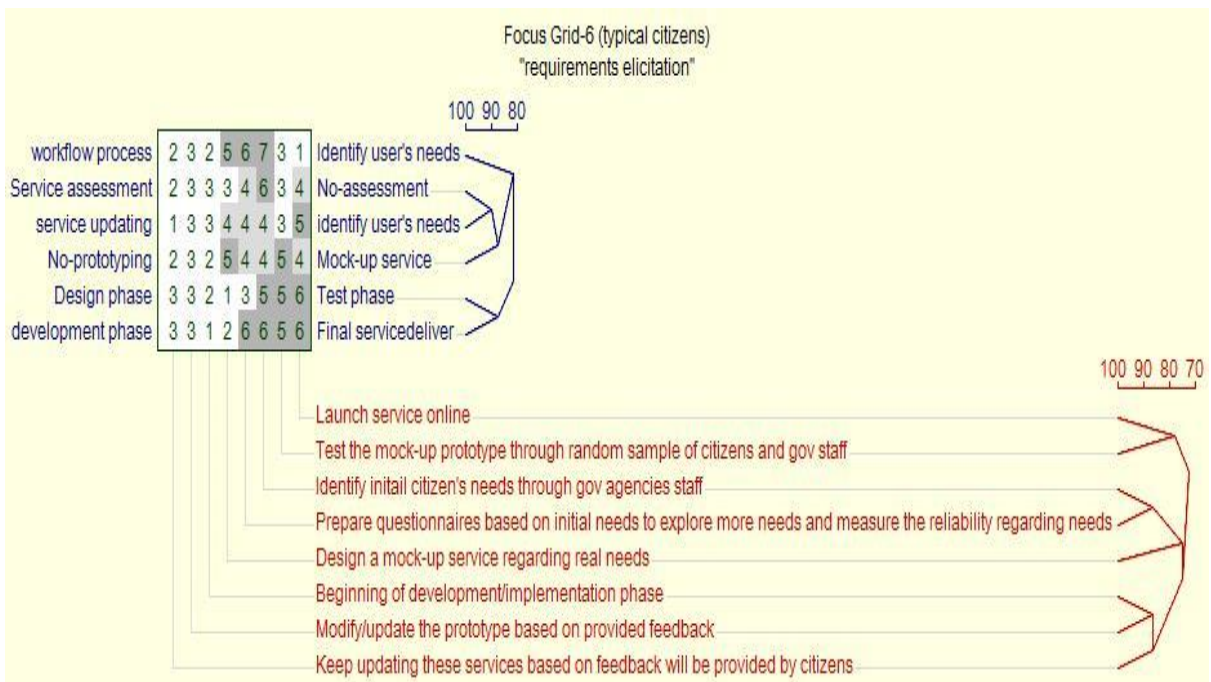 Focus Grid-6 (typical citizens)
"requirements elicitation"
100 90 80
workflow process 2 3 2 5 6 7 3 1 Identify user's needs
Service assessment 2 3 3 3 4 6 3 4 No-assessment
service updating 1 3 3 4 4 4 3 5 identify user's needs
No-prototyping 2 3 2 5 4 4 5 4 Mock-up service
Design phase 3 3 2 1 3 5 5 6 Test phase
development phase 3 3 1 2 6 6 5 6 Final servicedeliver
100 90 80 70
Launch service online
Test the mock-up prototype through random sample of citizens and gov staff
Identify initail citizen's needs through gov agencies staff
Prepare questionnaires based on initial needs to explore more needs and measure the reliability regarding needs
Design a mock-up service regarding real needs
Beginning of development/implementation phase
Modify/update the prototype based on provided feedback
Keep updating these services based on feedback will be provided by citizens